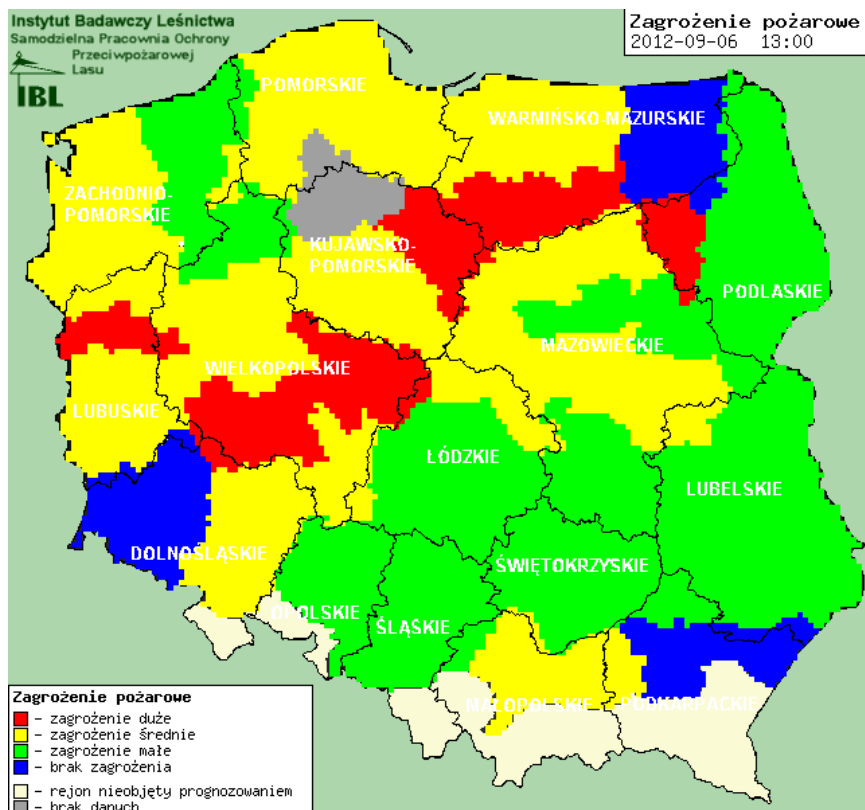 Instytut Badawczy Leśnictwa
Samodzielna Pracownia Ochrony
Przeciwpożarowej
Lasu
IBL
Zagrożenie pożarowe
2012-09-06 13:00
POMORSKIE
WARMIŃSKO-MAZURSKIE
ZACHODNIO-
POMORSKIE
KUJAWSKO-
POMORSKIE
PODLASKIE
MAZOWIECKIE
WIELKOPOLSKIE
LUBUSKIE
ŁÓDZKIE
LUBELSKIE
DOLNOŚLĄSKIE
ŚWIĘTOKRZYSKIE
OPOLSKIE
ŚLĄSKIE
MAŁOPOLSKIE
PODKARPACKIE
Zagrożenie pożarowe
– zagrożenie duże
– zagrożenie średnie
– zagrożenie małe
– brak zagrożenia
– rejon nieobjęty prognozowaniem
– brak danych